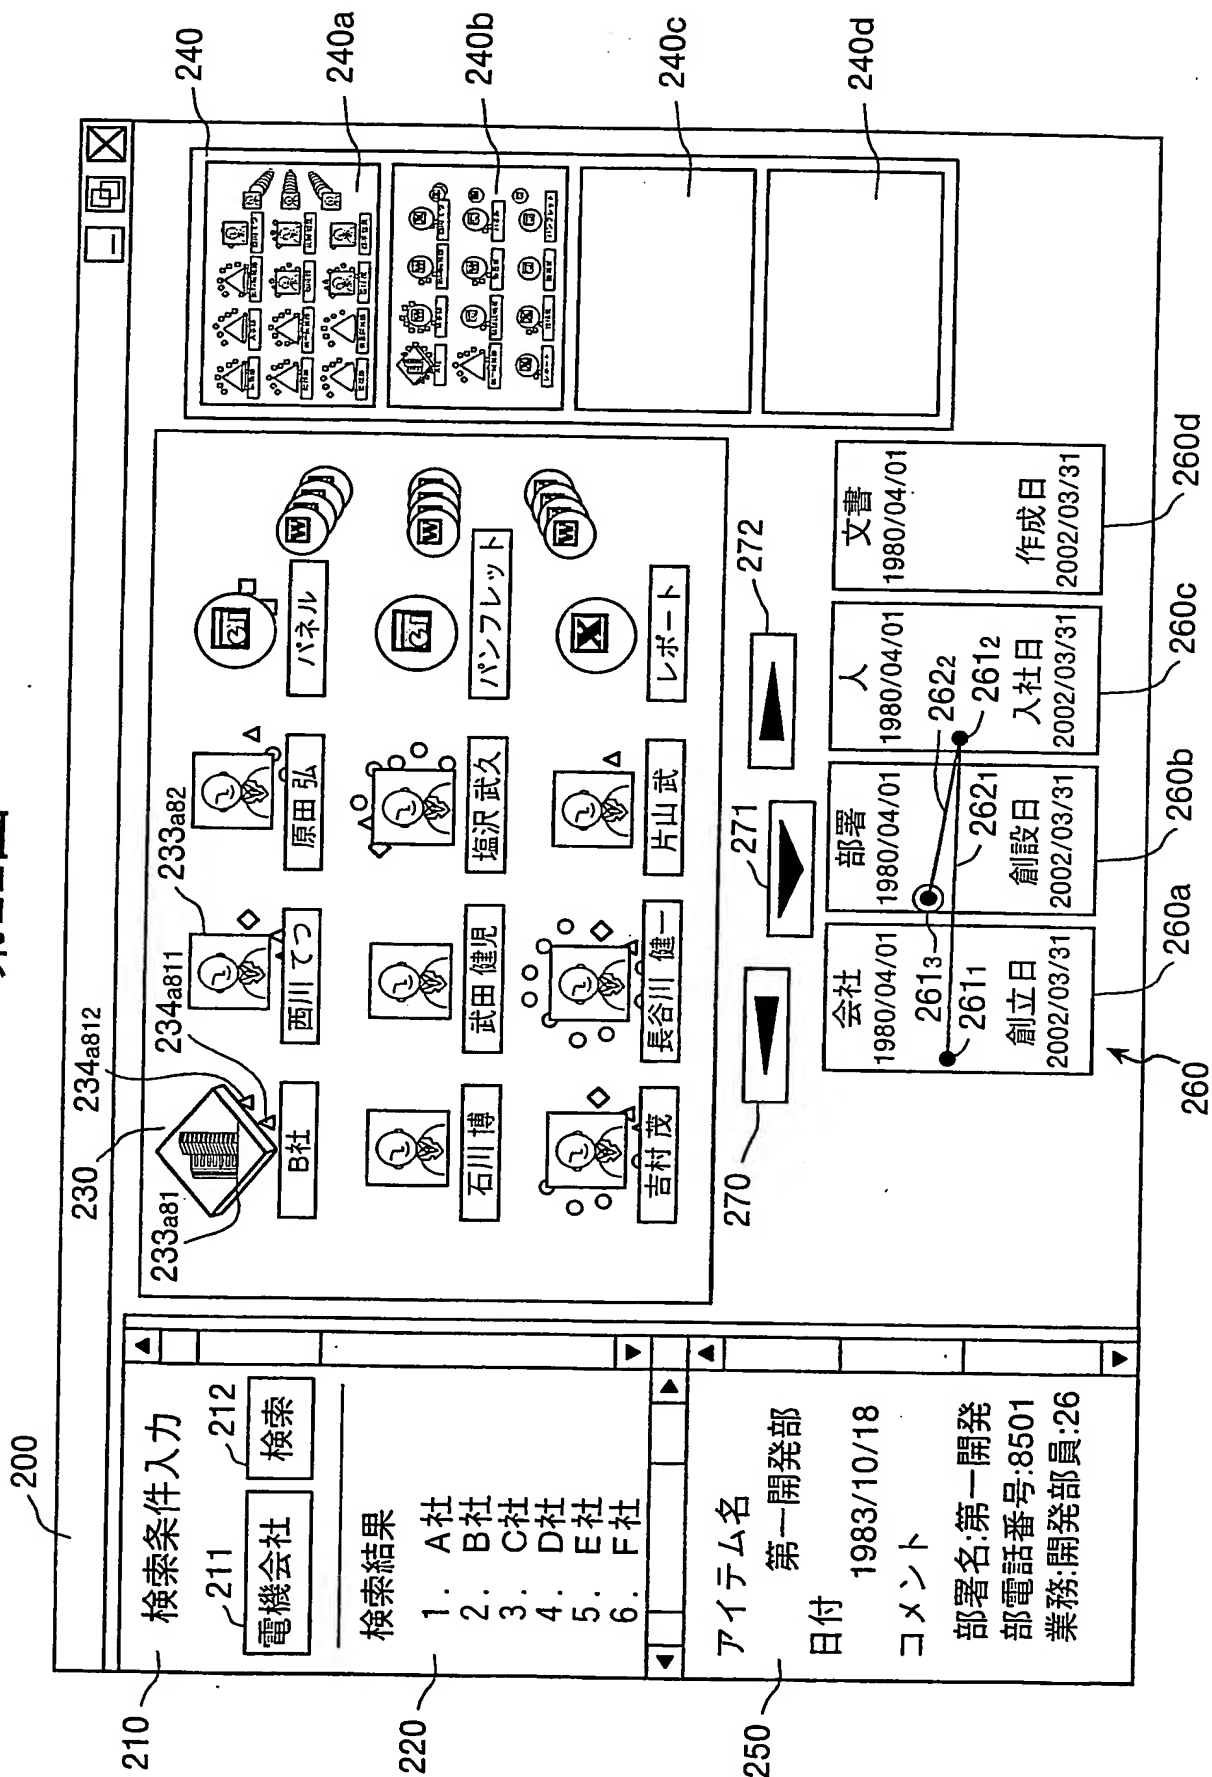 200
210
検索条件入力
211
電機会社
212
検索
220
検索結果
1. A社
2. B社
3. C社
4. D社
5. E社
6. F社
250
アイテム名
第一開発部
日付
1983/10/18
コメント
部署名:第一開発
部電話番号:8501
業務:開発部員:26
230
234a812
234a811
233a82
233a81
B社
西川 てつ
原田 弘
パネル
石川 博
武田 健児
塩沢 武久
パンフレット
吉村 茂
長谷川 健一
片山 武
レポート
W
W
W
X
240
240a
240b
240c
240d
270
271
272
260
会社
1980/04/01
2611
創立日
2002/03/31
260a
部署
1980/04/01
2613
2621
創設日
2002/03/31
260b
人
1980/04/01
2622
2612
入社日
2002/03/31
260c
文書
1980/04/01
作成日
2002/03/31
260d